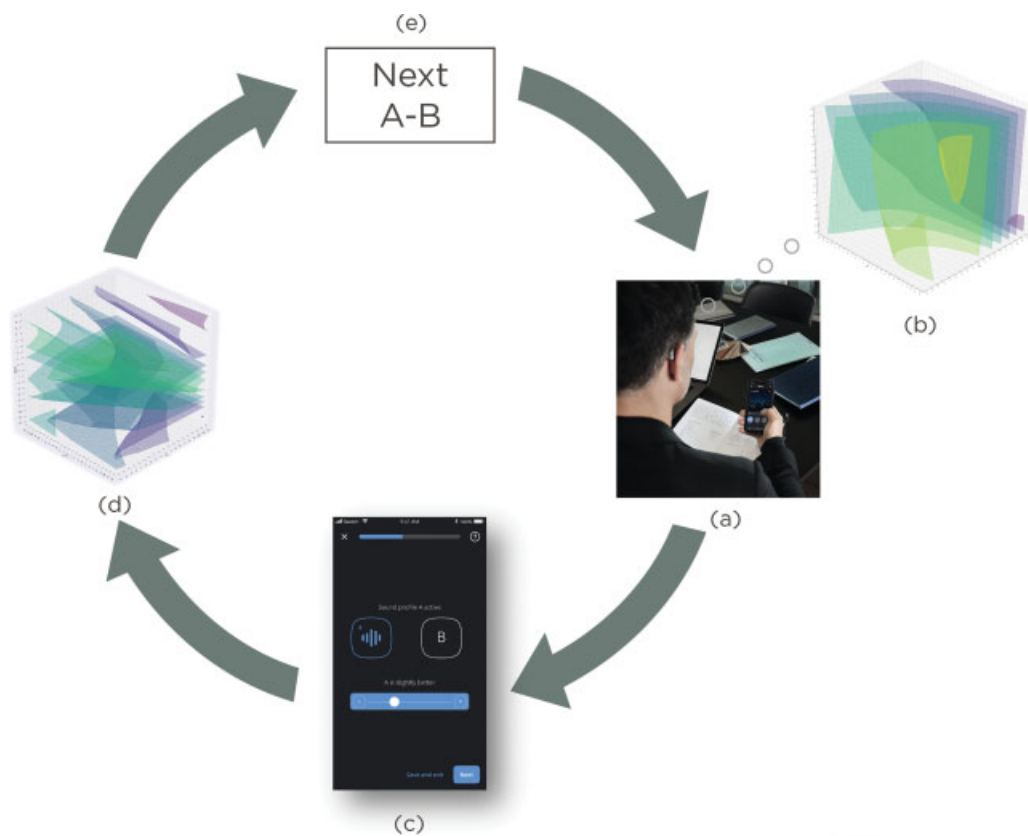 (e)
Next
A-B
(b)
(a)
(d)
Sound profile A active
B
A is slightly better
Save and exit
Next
(c)